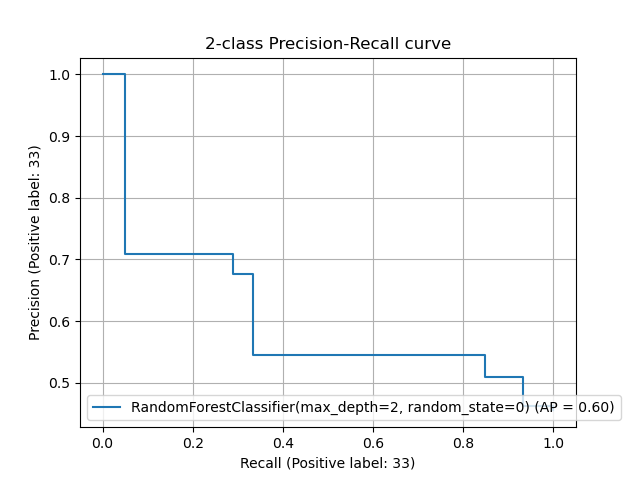 2-class Precision-Recall curve
1.0
0.9
0.8
0.7
0.6
0.5
Precision (Positive label: 33)
RandomForestClassifier(max_depth=2, random_state=0) (AP = 0.60)
0.0 0.2 0.4 0.6 0.8 1.0
Recall (Positive label: 33)